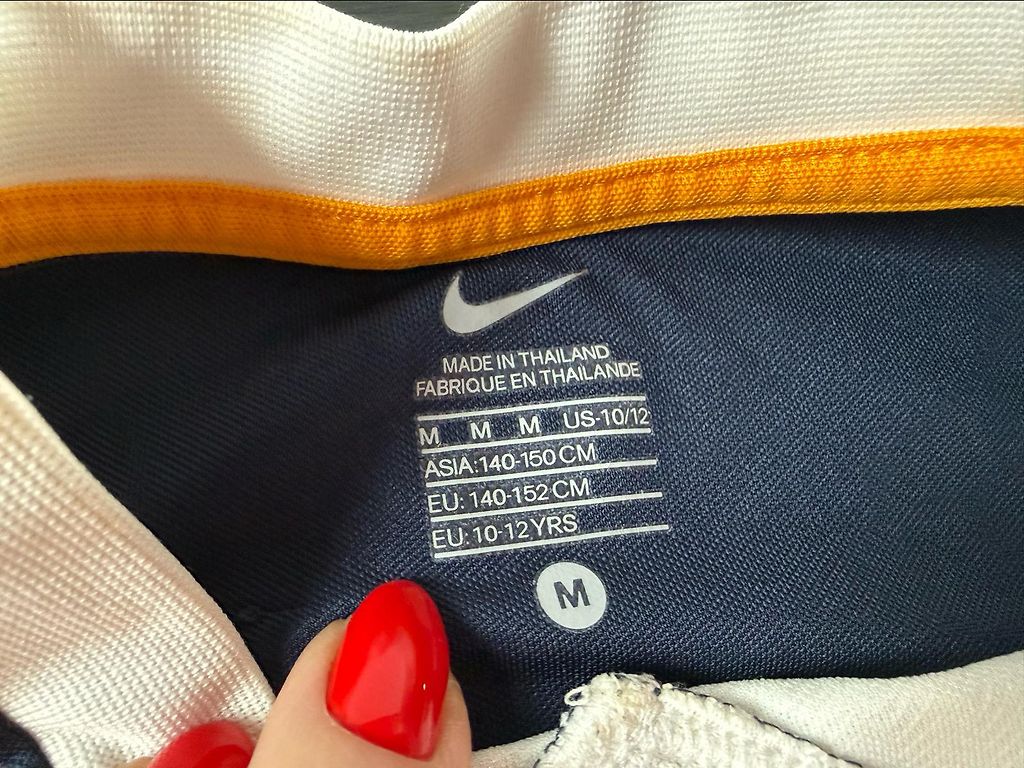 MADE IN THAILAND
FABRIQUE EN THAILANDE
M M M US-10/12
ASIA:140-150 CM
EU: 140-152 CM
EU: 10-12 YRS
M